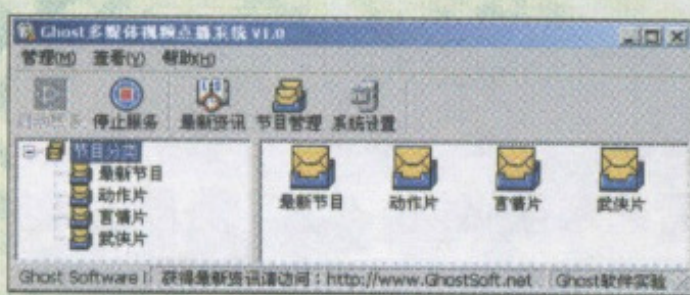 Ghost多媒体视频点播系统 V1.0
管理(M) 查看(V) 帮助(H)
启动服务 停止服务 最新资讯 节目管理 系统设置
节目分类
最新节目
动作片
言情片
武侠片
最新节目 动作片 言情片 武侠片
Ghost Software 获得最新资讯请访问：http://www.GhostSoft.net Ghost软件实验